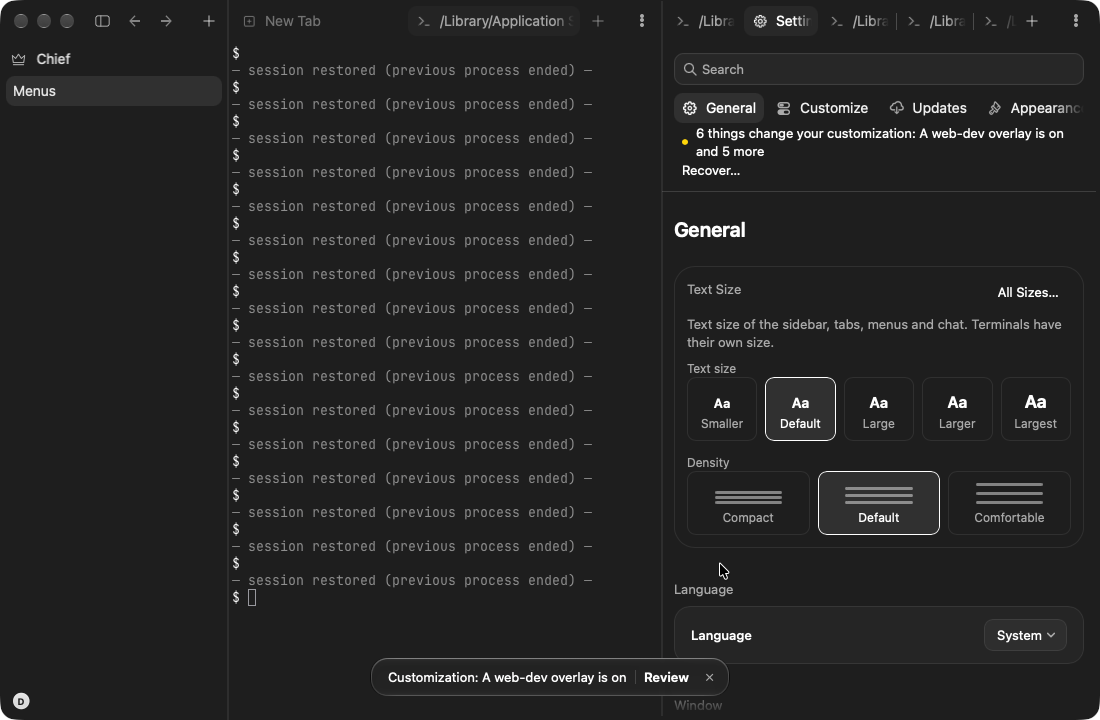 New Tab
/Library/Application
/Libra
Settin
/Libra
/Libra
Chief
Menus
$
— session restored (previous process ended) —
$
— session restored (previous process ended) —
$
— session restored (previous process ended) —
$
— session restored (previous process ended) —
$
— session restored (previous process ended) —
$
— session restored (previous process ended) —
$
— session restored (previous process ended) —
$
— session restored (previous process ended) —
$
— session restored (previous process ended) —
$
— session restored (previous process ended) —
$
— session restored (previous process ended) —
$
— session restored (previous process ended) —
$
— session restored (previous process ended) —
$
— session restored (previous process ended) —
$
— session restored (previous process ended) —
$
— session restored (previous process ended) —
$
Search
General
Customize
Updates
Appearanc
6 things change your customization: A web-dev overlay is on
and 5 more
Recover...
General
Text Size
All Sizes...
Text size of the sidebar, tabs, menus and chat. Terminals have
their own size.
Text size
Aa Aa Aa Aa Aa
Smaller Default Large Larger Largest
Density
Compact Default Comfortable
Language
Language
System
Customization: A web-dev overlay is on
Review
Window
D